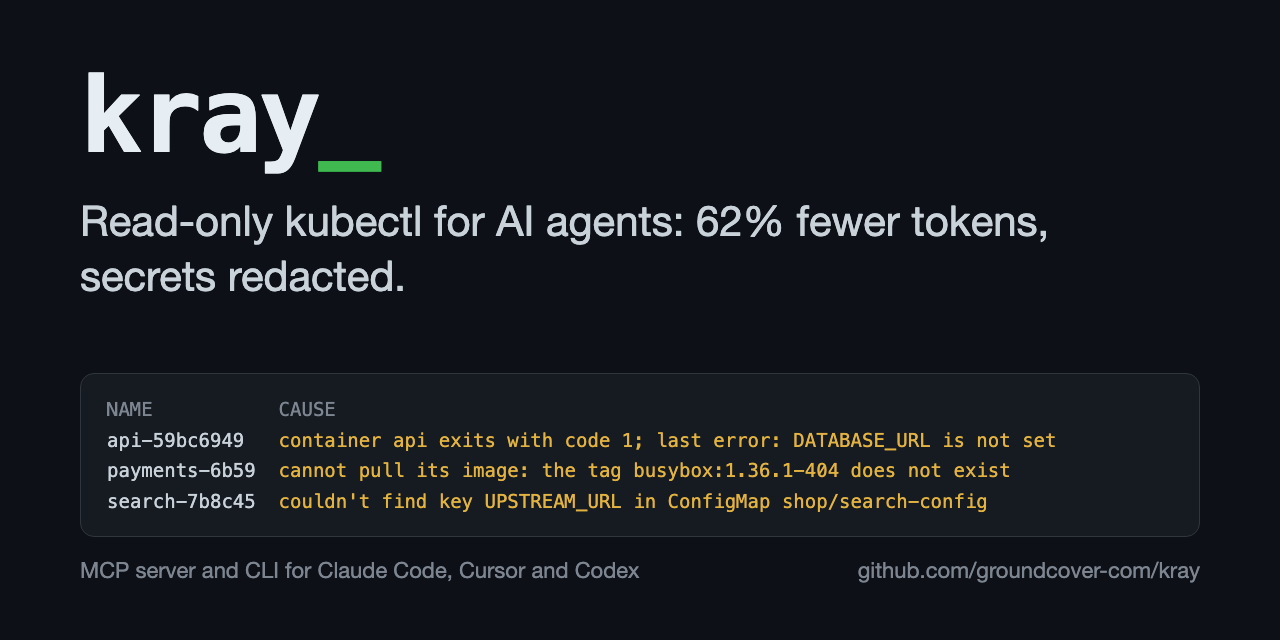 kray_
Read-only kubectl for AI agents: 62% fewer tokens,
secrets redacted.
NAME CAUSE
api-59bc6949 container api exits with code 1; last error: DATABASE_URL is not set
payments-6b59 cannot pull its image: the tag busybox:1.36.1-404 does not exist
search-7b8c45 couldn't find key UPSTREAM_URL in ConfigMap shop/search-config
MCP server and CLI for Claude Code, Cursor and Codex github.com/groundcover-com/kray